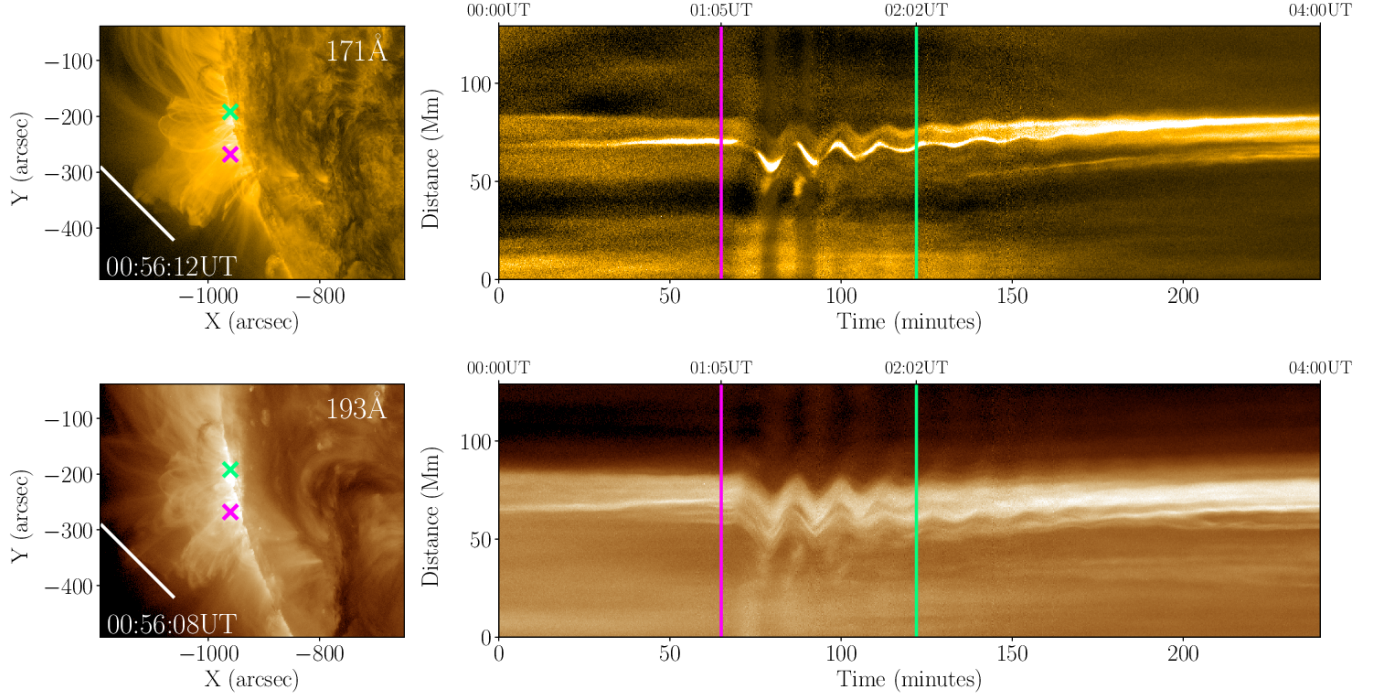 00:00UT 01:05UT 02:02UT 04:00UT
171Å
−100
−200
−300
−400
Y (arcsec)
00:56:12UT
−1000 −800
X (arcsec)
100
50
0
Distance (Mm)
0 50 100 150 200
Time (minutes)
00:00UT 01:05UT 02:02UT 04:00UT
193Å
−100
−200
−300
−400
Y (arcsec)
00:56:08UT
−1000 −800
X (arcsec)
100
50
0
Distance (Mm)
0 50 100 150 200
Time (minutes)